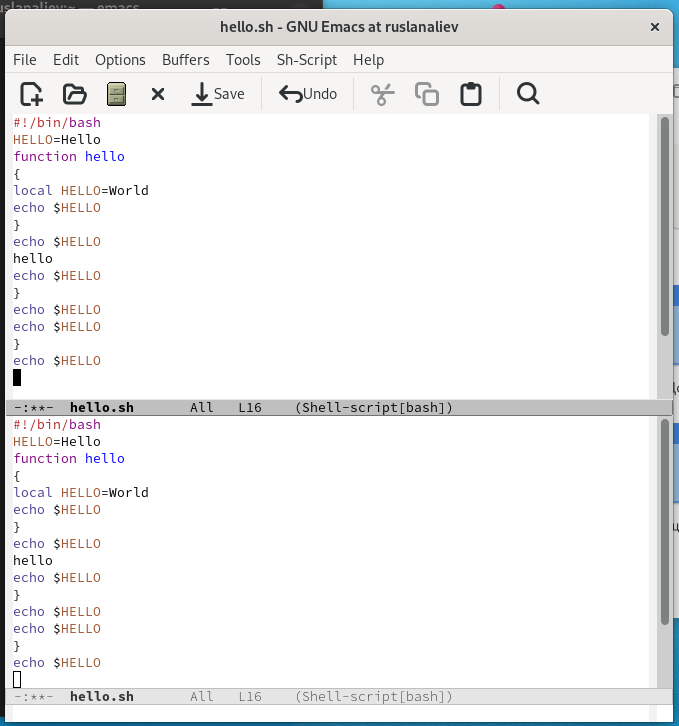 hello.sh - GNU Emacs at ruslanaliev
File Edit Options Buffers Tools Sh-Script Help
Save Undo
#!/bin/bash
HELLO=Hello
function hello
{
local HELLO=World
echo $HELLO
}
echo $HELLO
hello
echo $HELLO
}
echo $HELLO
echo $HELLO
}
echo $HELLO
-:**- hello.sh All L16 (Shell-script[bash])
#!/bin/bash
HELLO=Hello
function hello
{
local HELLO=World
echo $HELLO
}
echo $HELLO
hello
echo $HELLO
}
echo $HELLO
echo $HELLO
}
echo $HELLO
-:**- hello.sh All L16 (Shell-script[bash])